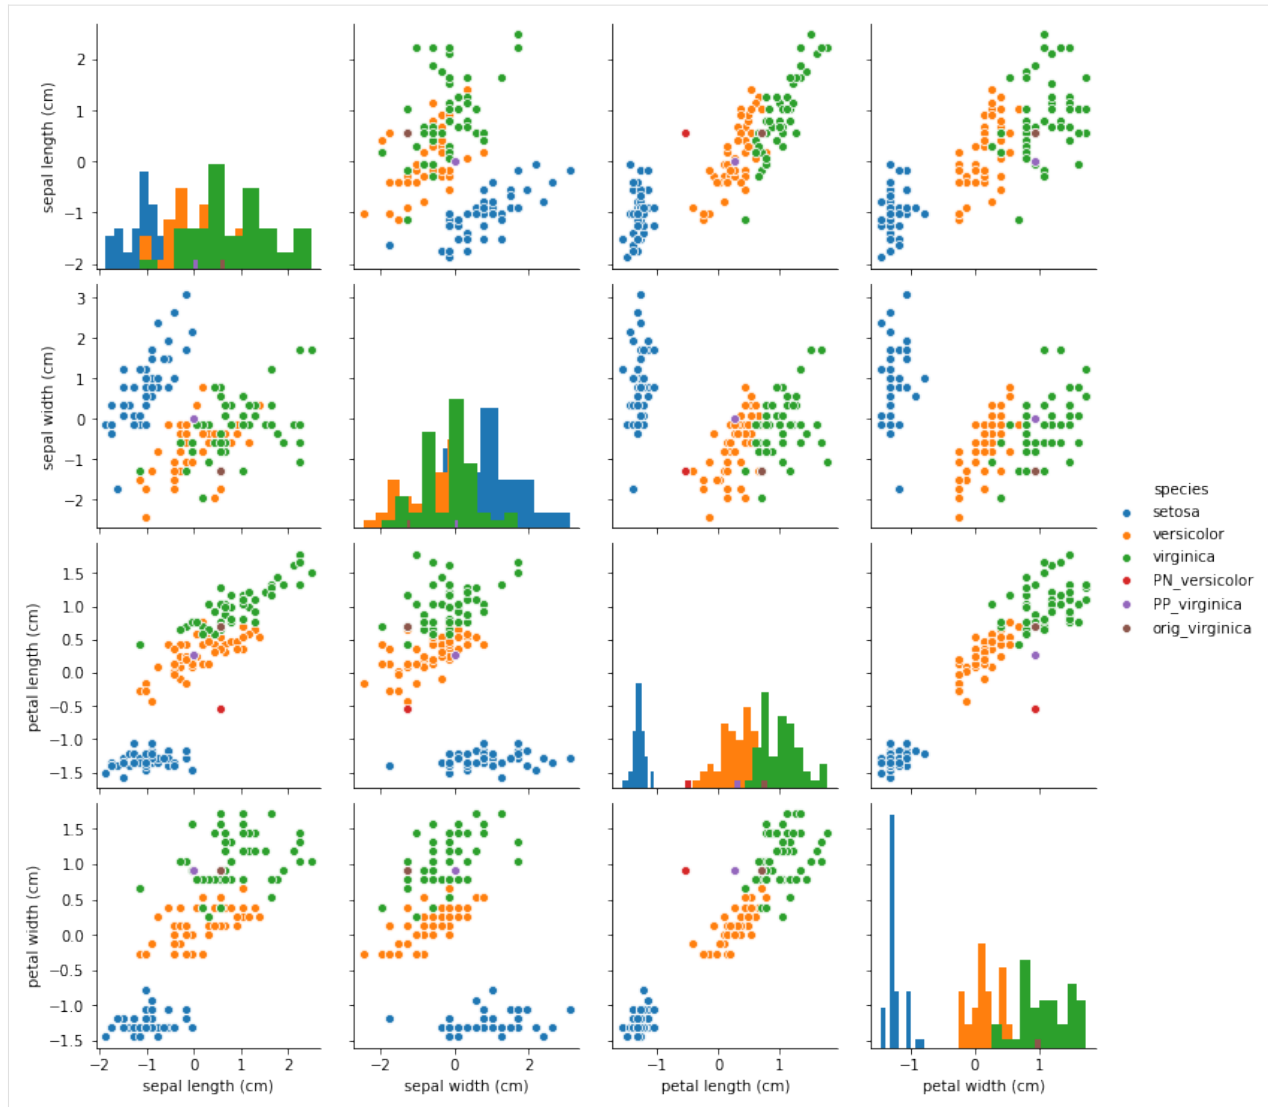 sepal length (cm)
2
1
0
−1
−2
sepal width (cm)
3
2
1
0
−1
−2
petal length (cm)
1.5
1.0
0.5
0.0
−0.5
−1.0
−1.5
petal width (cm)
1.5
1.0
0.5
0.0
−0.5
−1.0
−1.5
−2 −1 0 1 2
sepal length (cm)
−2 0 2
sepal width (cm)
−1 0 1
petal length (cm)
−1 0 1
petal width (cm)
species
setosa
versicolor
virginica
PN_versicolor
PP_virginica
orig_virginica